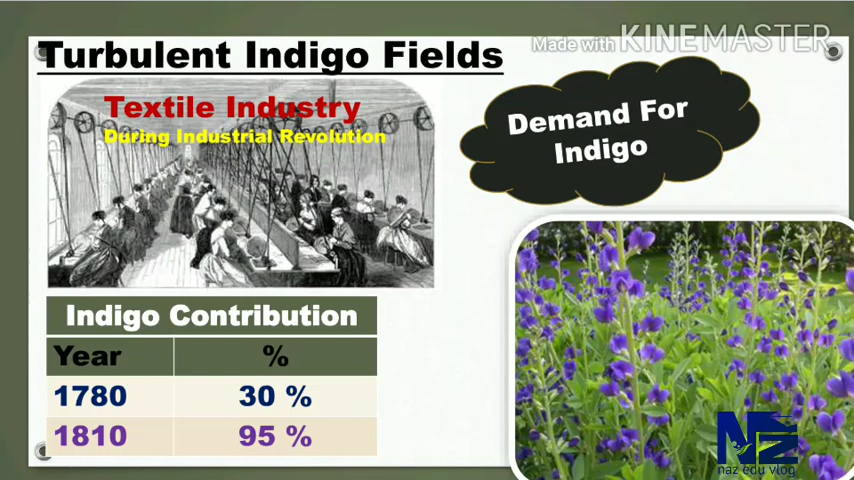 Turbulent Indigo Fields
Made with KINEMASTER
Textile Industry
During Industrial Revolution
Demand For
Indigo
Indigo Contribution
Year %
1780 30 %
1810 95 %
naz edu vlog